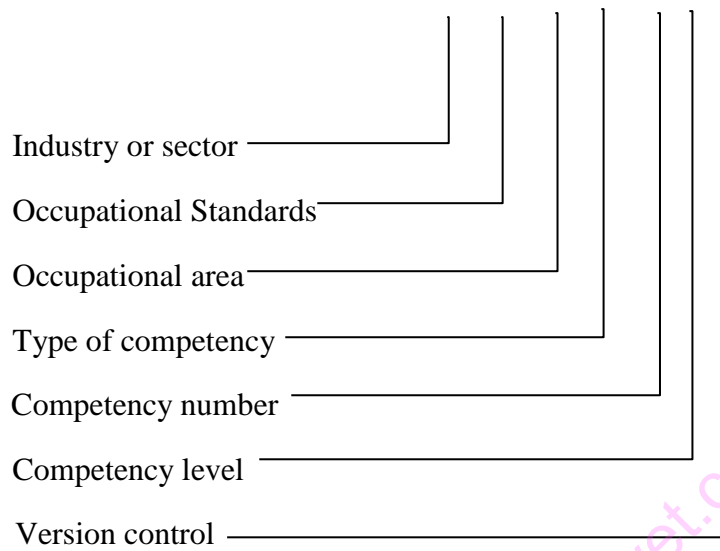 Industry or sector
Occupational Standards
Occupational area
Type of competency
Competency number
Competency level
Version control